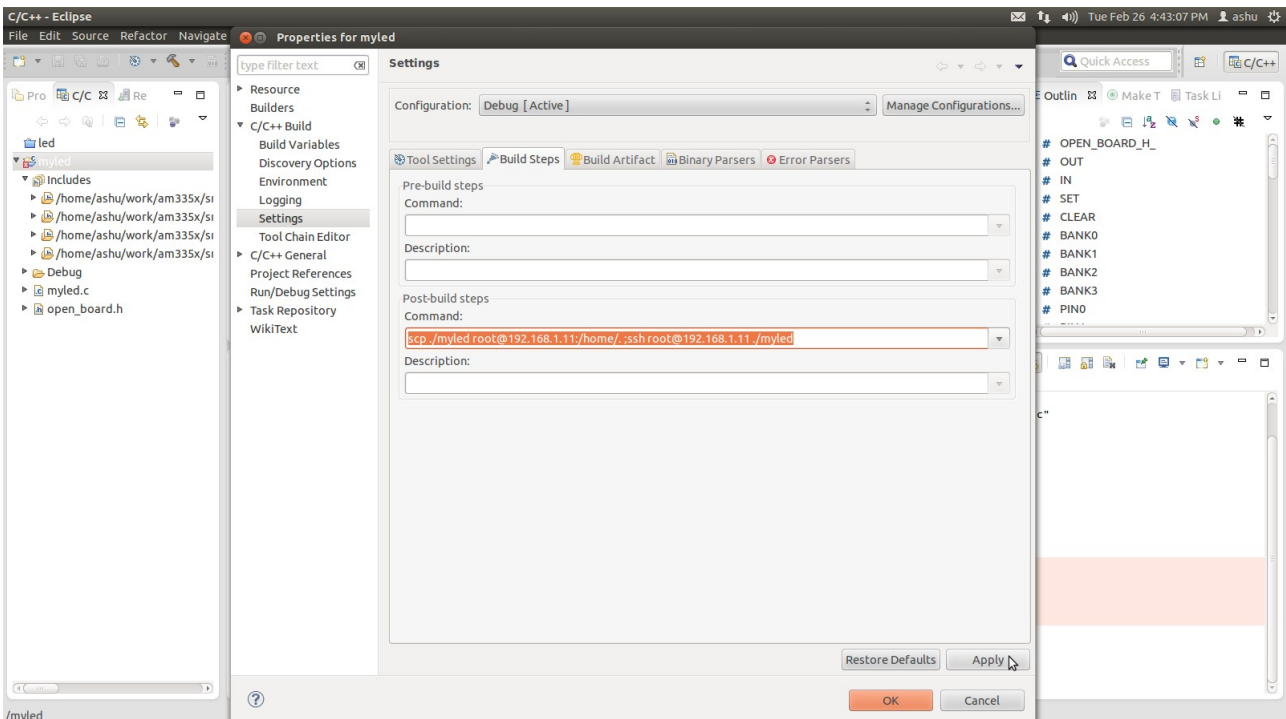 C/C++ - Eclipse
Tue Feb 26 4:43:07 PM ashu
File Edit Source Refactor Navigate
Properties for myled
type filter text
Settings
Quick Access
C/C++
Pro C/C Re
led
myled
Includes
/home/ashu/work/am335x/sr
/home/ashu/work/am335x/sr
/home/ashu/work/am335x/sr
/home/ashu/work/am335x/sr
Debug
myled.c
open_board.h
Resource
Builders
C/C++ Build
Build Variables
Discovery Options
Environment
Logging
Settings
Tool Chain Editor
C/C++ General
Project References
Run/Debug Settings
Task Repository
WikiText
Configuration: Debug [ Active ]
Manage Configurations...
Tool Settings Build Steps Build Artifact Binary Parsers Error Parsers
Pre-build steps
Command:
Description:
Post-build steps
Command:
scp ./myled root@192.168.1.11:/home/. ;ssh root@192.168.1.11 ./myled
Description:
Restore Defaults Apply
OK Cancel
Outlin Make T Task Li
# OPEN_BOARD_H_
# OUT
# IN
# SET
# CLEAR
# BANK0
# BANK1
# BANK2
# BANK3
# PIN0
c"
/myled